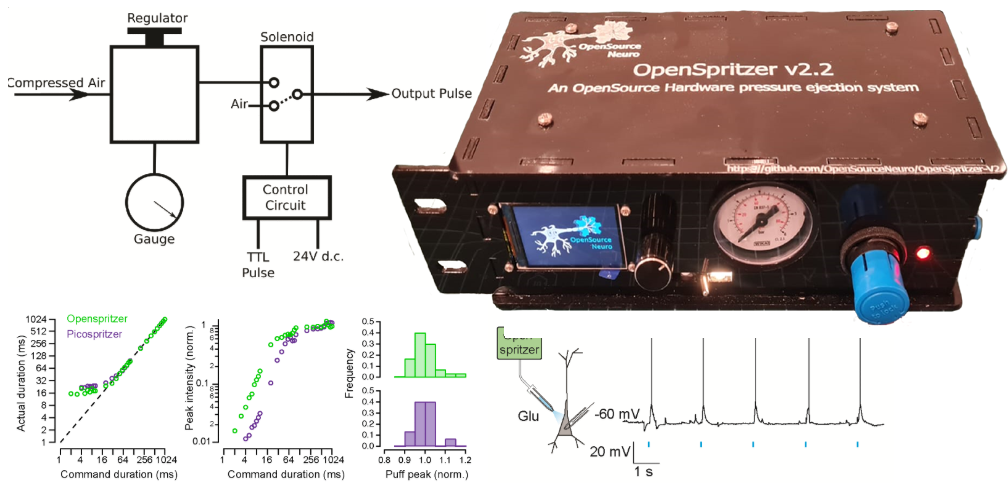 Regulator
Solenoid
Compressed Air
Air
Output Pulse
Control
Circuit
Gauge
TTL
Pulse
24V d.c.
OpenSource
Neuro
OpenSpritzer v2.2
An OpenSource Hardware pressure ejection system
http://github.com/OpenSourceNeuro/OpenSpritzer-V2
OpenSource
Neuro
Openspritzer
Picospritzer
Actual duration (ms)
1024
512
256
128
64
32
16
8
4
2
1
1 4 16 64 256 1024
Command duration (ms)
Peak intensity (norm.)
1
0.1
0.01
1 4 16 64 256 1024
Command duration (ms)
Frequency
0.5
0.4
0.3
0.2
0.1
0.0
0.5
0.4
0.3
0.2
0.1
0.0
0.8 0.9 1.0 1.1 1.2
Puff peak (norm.)
spritzer
Glu
-60 mV
20 mV
1 s